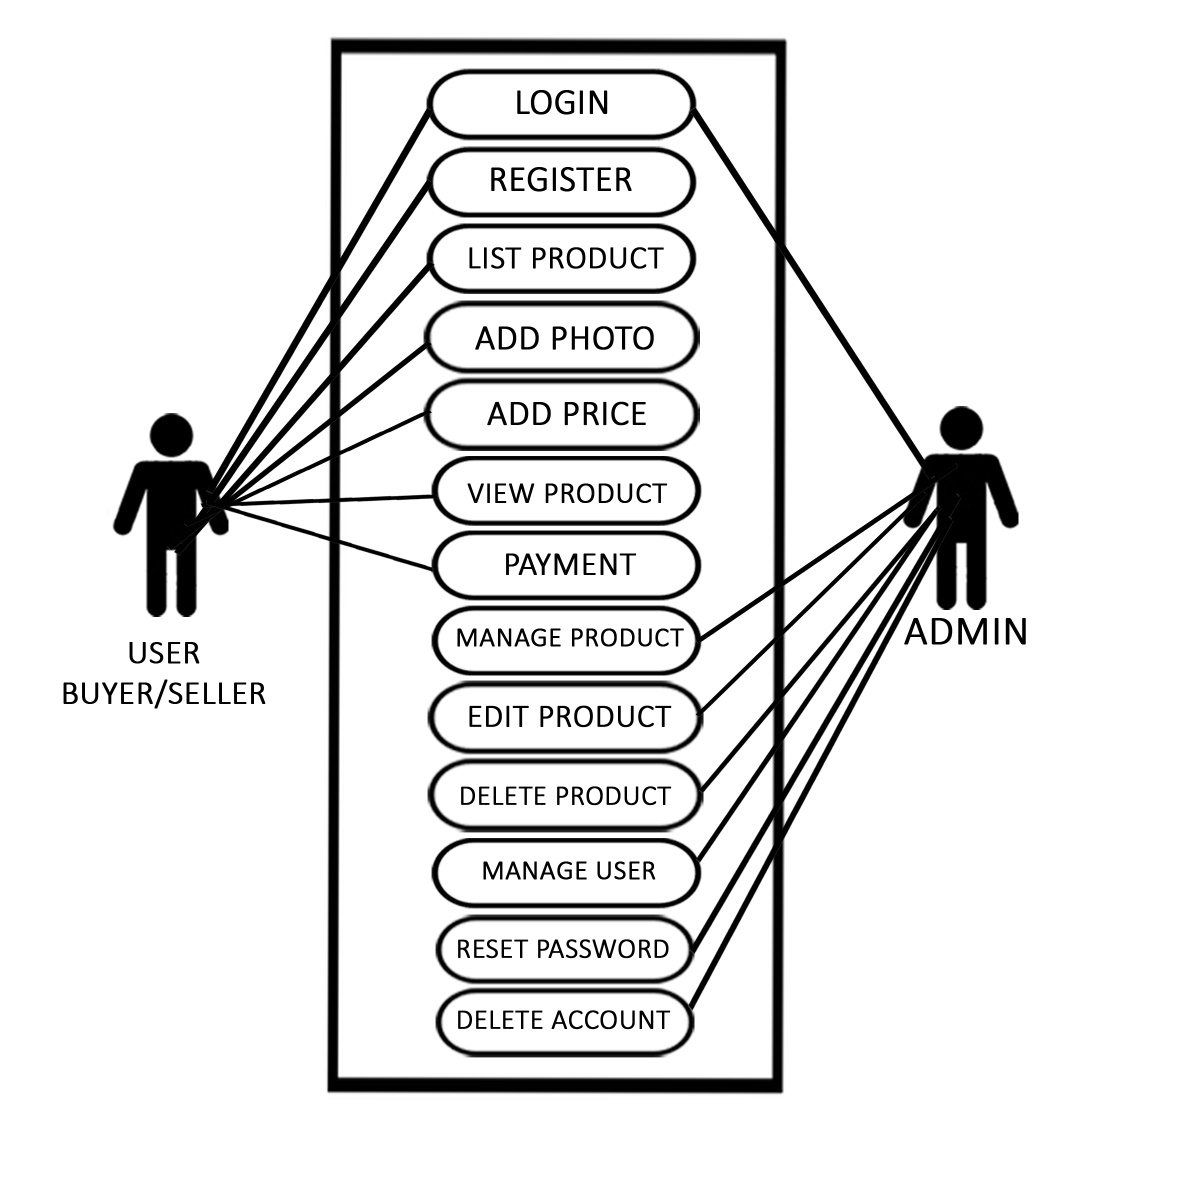 LOGIN
REGISTER
LIST PRODUCT
ADD PHOTO
ADD PRICE
VIEW PRODUCT
PAYMENT
MANAGE PRODUCT
EDIT PRODUCT
DELETE PRODUCT
MANAGE USER
RESET PASSWORD
DELETE ACCOUNT
USER
BUYER/SELLER
ADMIN